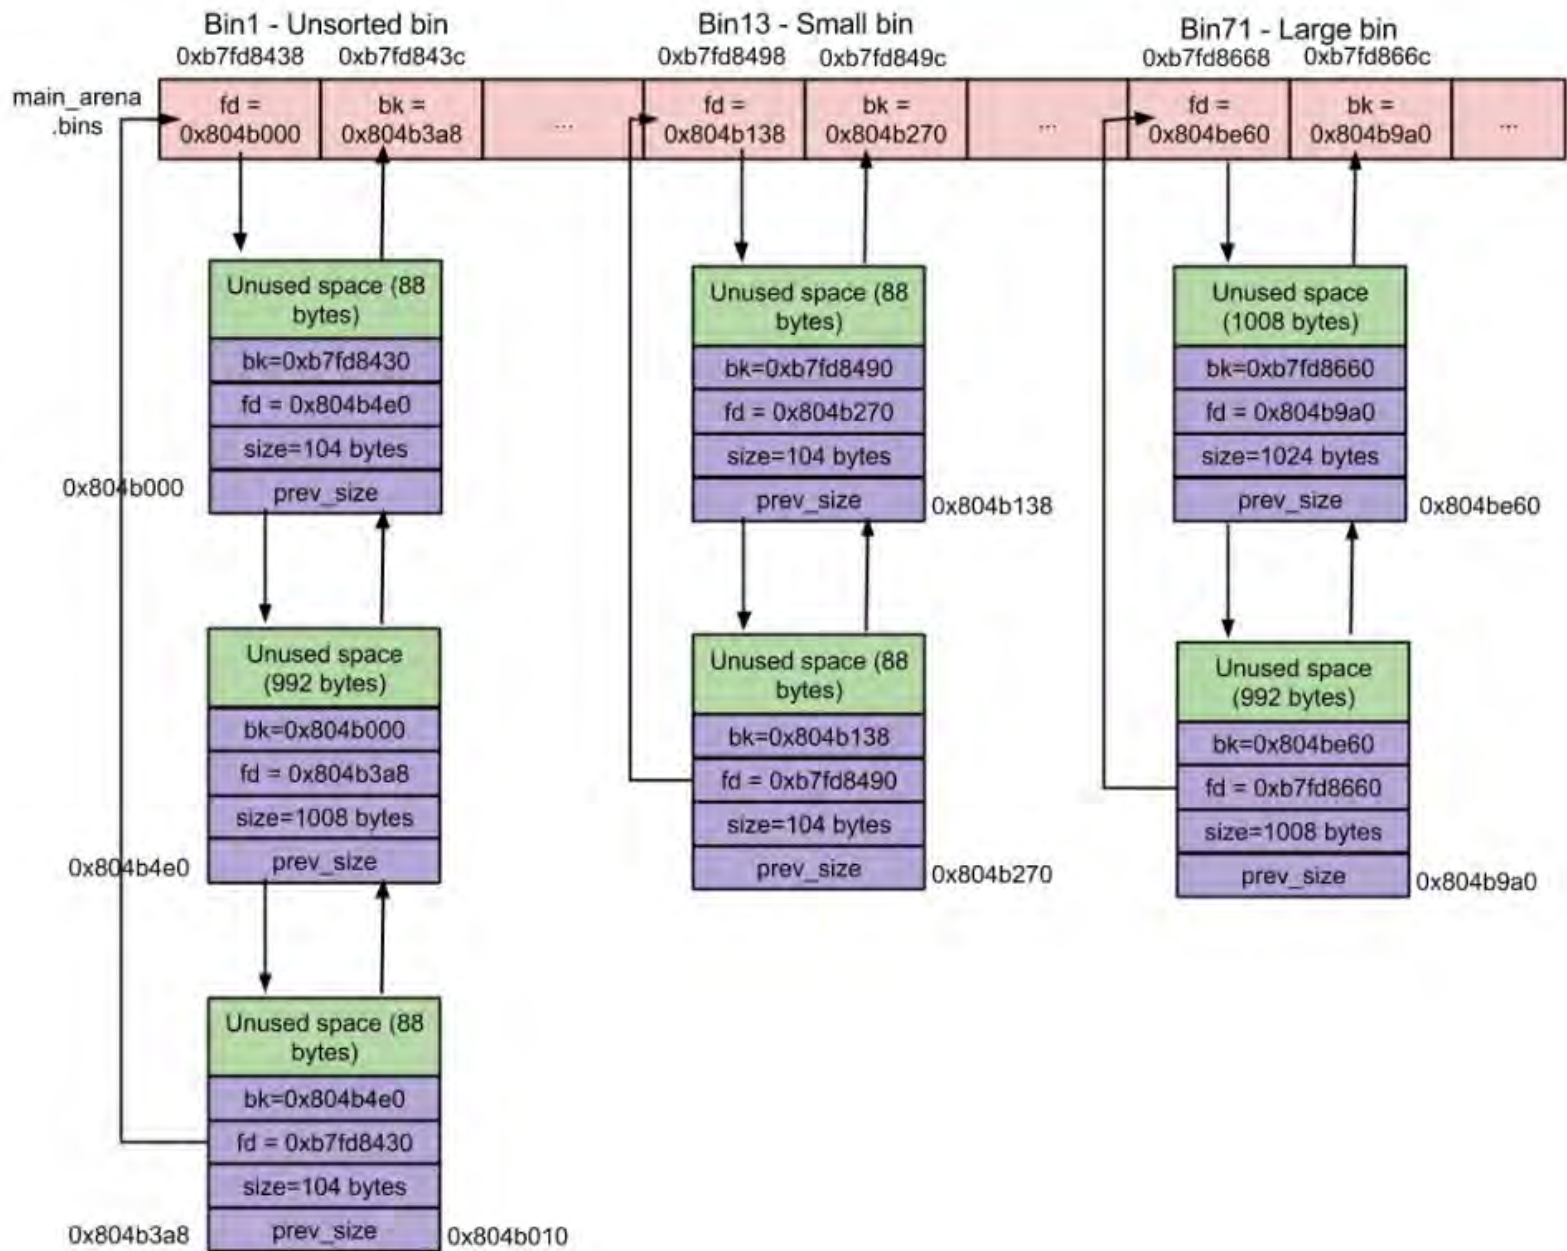 Bin1 - Unsorted bin
0xb7fd8438
0xb7fd843c
Bin13 - Small bin
0xb7fd8498
0xb7fd849c
Bin71 - Large bin
0xb7fd8668
0xb7fd866c
main_arena
.bins
fd =
0x804b000
bk =
0x804b3a8
...
fd =
0x804b138
bk =
0x804b270
...
fd =
0x804be60
bk =
0x804b9a0
...
Unused space (88
bytes)
bk=0xb7fd8430
fd = 0x804b4e0
size=104 bytes
prev_size
0x804b000
Unused space
(992 bytes)
bk=0x804b000
fd = 0x804b3a8
size=1008 bytes
prev_size
0x804b4e0
Unused space (88
bytes)
bk=0x804b4e0
fd = 0xb7fd8430
size=104 bytes
prev_size
0x804b3a8
0x804b010
Unused space (88
bytes)
bk=0xb7fd8490
fd = 0x804b270
size=104 bytes
prev_size
0x804b138
Unused space (88
bytes)
bk=0x804b138
fd = 0xb7fd8490
size=104 bytes
prev_size
0x804b270
Unused space
(1008 bytes)
bk=0xb7fd8660
fd = 0x804b9a0
size=1024 bytes
prev_size
0x804be60
Unused space
(992 bytes)
bk=0x804be60
fd = 0xb7fd8660
size=1008 bytes
prev_size
0x804b9a0